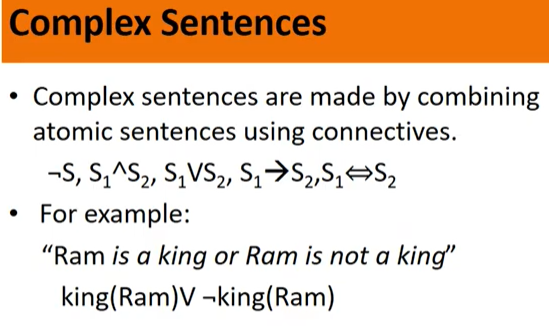 Complex Sentences
• Complex sentences are made by combining
atomic sentences using connectives.
¬S, S₁^S₂, S₁VS₂, S₁→S₂,S₁⇔S₂
• For example:
“Ram is a king or Ram is not a king”
king(Ram)V ¬king(Ram)